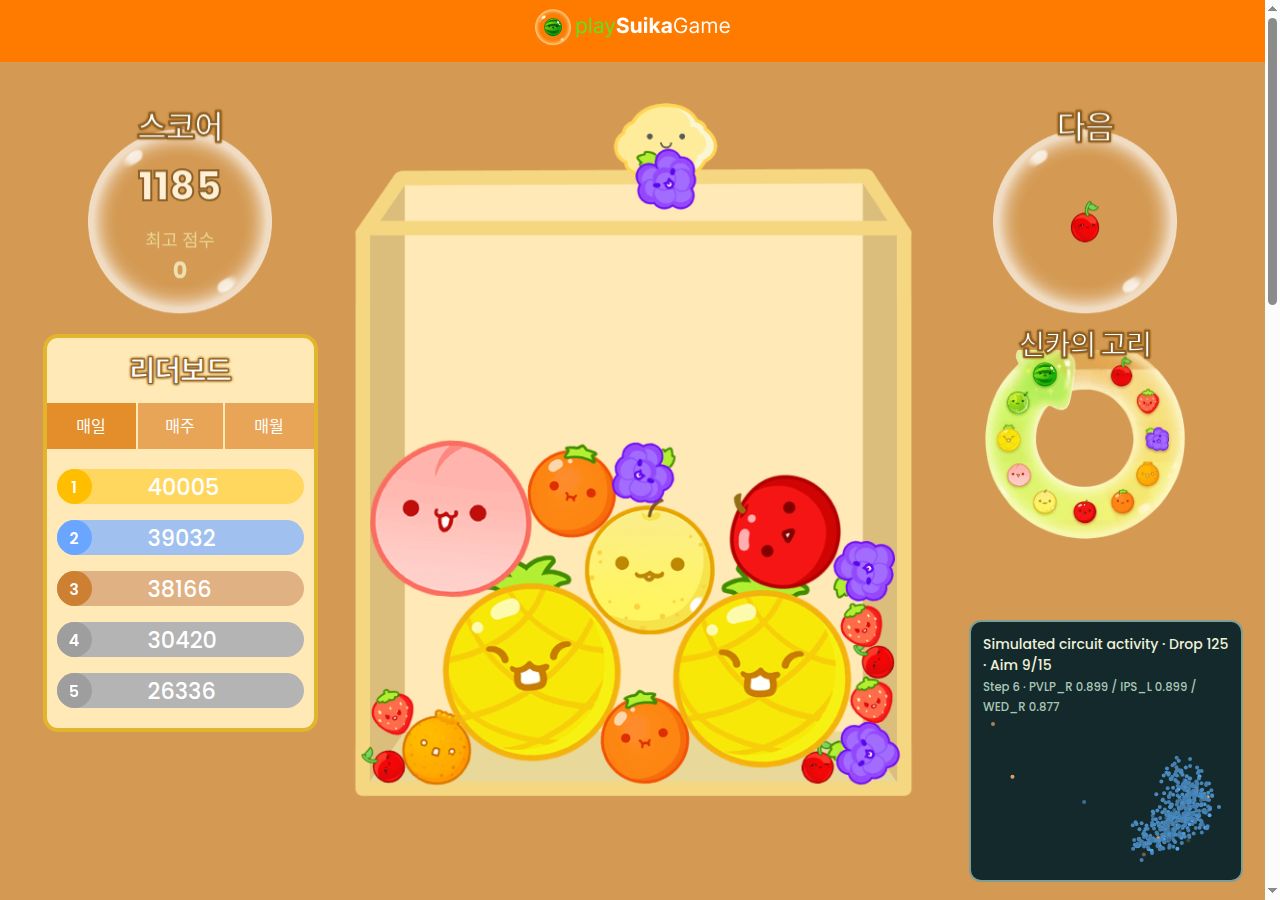 playSuikaGame
스코어
1185
최고 점수
0
다음
리더보드
매일 매주 매월
1 40005
2 39032
3 38166
4 30420
5 26336
신카의 고리
Simulated circuit activity · Drop 125
· Aim 9/15
Step 6 · PVLP_R 0.899 / IPS_L 0.899 /
WED_R 0.877